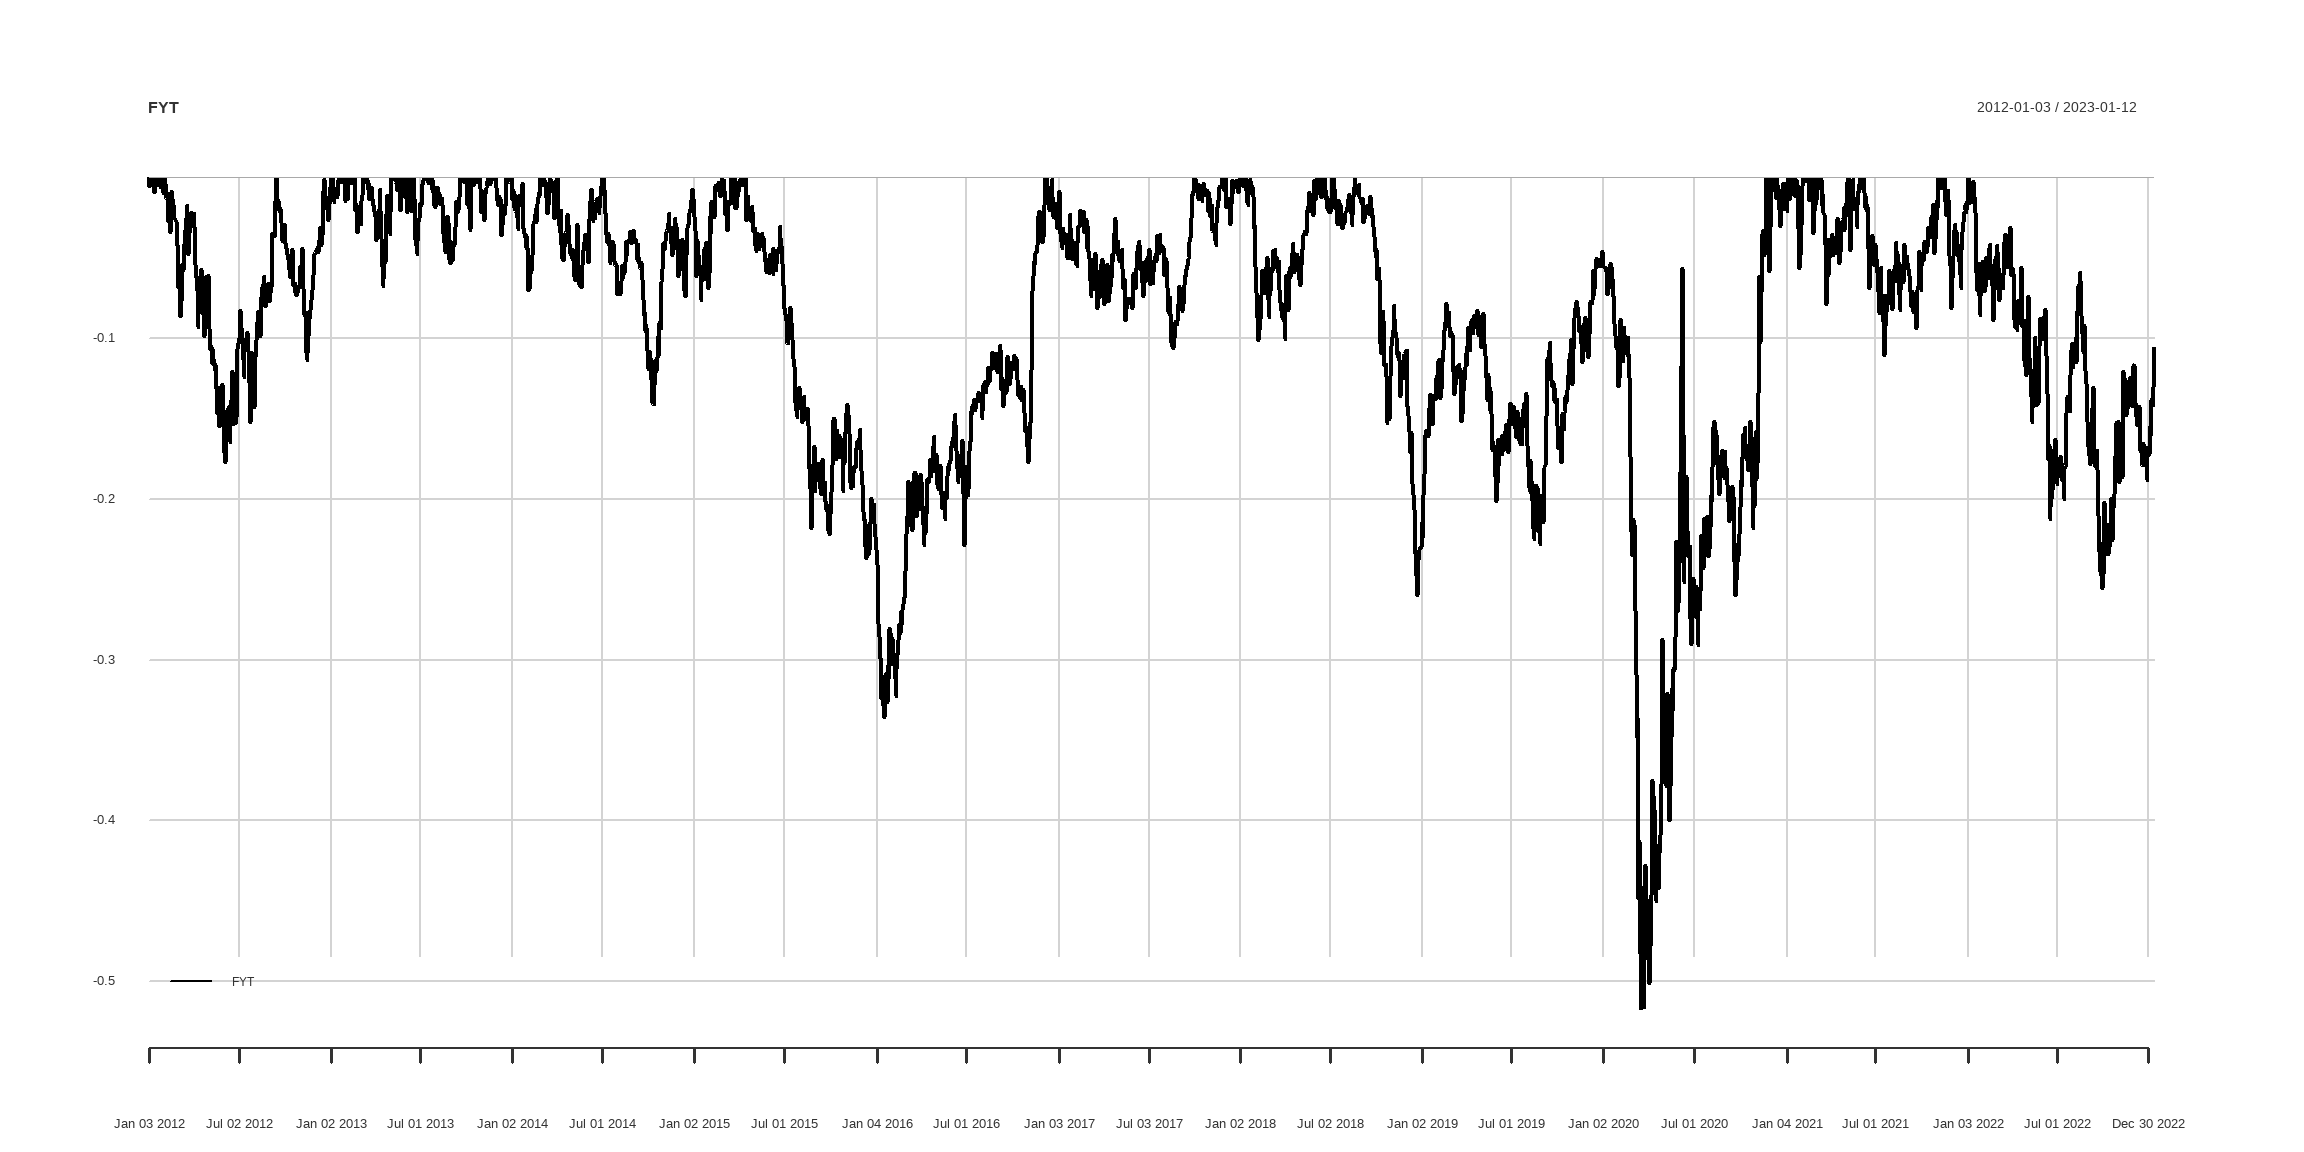 FYT
2012-01-03 / 2023-01-12
-0.1
-0.2
-0.3
-0.4
-0.5
FYT
Jan 03 2012
Jul 02 2012
Jan 02 2013
Jul 01 2013
Jan 02 2014
Jul 01 2014
Jan 02 2015
Jul 01 2015
Jan 04 2016
Jul 01 2016
Jan 03 2017
Jul 03 2017
Jan 02 2018
Jul 02 2018
Jan 02 2019
Jul 01 2019
Jan 02 2020
Jul 01 2020
Jan 04 2021
Jul 01 2021
Jan 03 2022
Jul 01 2022
Dec 30 2022